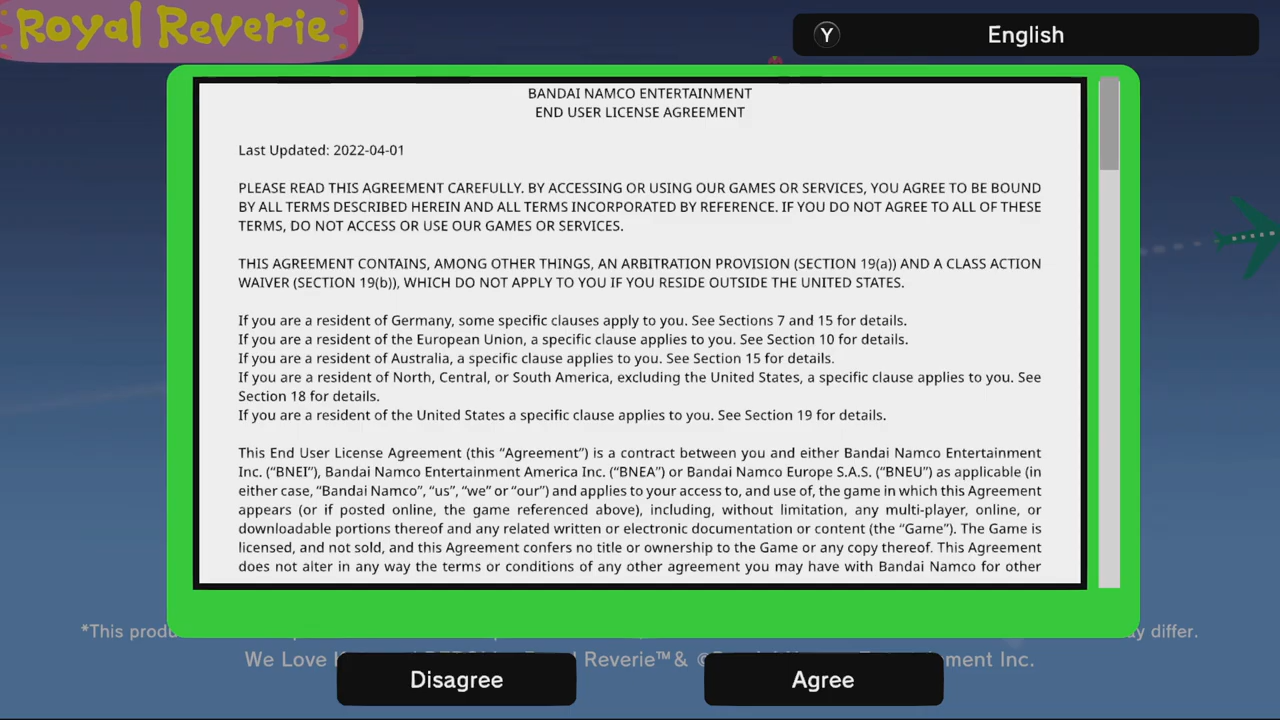 Royal Reverie
Y
English
BANDAI NAMCO ENTERTAINMENT
END USER LICENSE AGREEMENT
Last Updated: 2022-04-01
PLEASE READ THIS AGREEMENT CAREFULLY. BY ACCESSING OR USING OUR GAMES OR SERVICES, YOU AGREE TO BE BOUND
BY ALL TERMS DESCRIBED HEREIN AND ALL TERMS INCORPORATED BY REFERENCE. IF YOU DO NOT AGREE TO ALL OF THESE
TERMS, DO NOT ACCESS OR USE OUR GAMES OR SERVICES.
THIS AGREEMENT CONTAINS, AMONG OTHER THINGS, AN ARBITRATION PROVISION (SECTION 19(a)) AND A CLASS ACTION
WAIVER (SECTION 19(b)), WHICH DO NOT APPLY TO YOU IF YOU RESIDE OUTSIDE THE UNITED STATES.
If you are a resident of Germany, some specific clauses apply to you. See Sections 7 and 15 for details.
If you are a resident of the European Union, a specific clause applies to you. See Section 10 for details.
If you are a resident of Australia, a specific clause applies to you. See Section 15 for details.
If you are a resident of North, Central, or South America, excluding the United States, a specific clause applies to you. See
Section 18 for details.
If you are a resident of the United States a specific clause applies to you. See Section 19 for details.
This End User License Agreement (this “Agreement”) is a contract between you and either Bandai Namco Entertainment
Inc. (“BNEI”), Bandai Namco Entertainment America Inc. (“BNEA”) or Bandai Namco Europe S.A.S. (“BNEU”) as applicable (in
either case, “Bandai Namco”, “us”, “we” or “our”) and applies to your access to, and use of, the game in which this Agreement
appears (or if posted online, the game referenced above), including, without limitation, any multi-player, online, or
downloadable portions thereof and any related written or electronic documentation or content (the “Game”). The Game is
licensed, and not sold, and this Agreement confers no title or ownership to the Game or any copy thereof. This Agreement
does not alter in any way the terms or conditions of any other agreement you may have with Bandai Namco for other
*This differ.
We Love Reverie™ & Inc.
Disagree
Agree